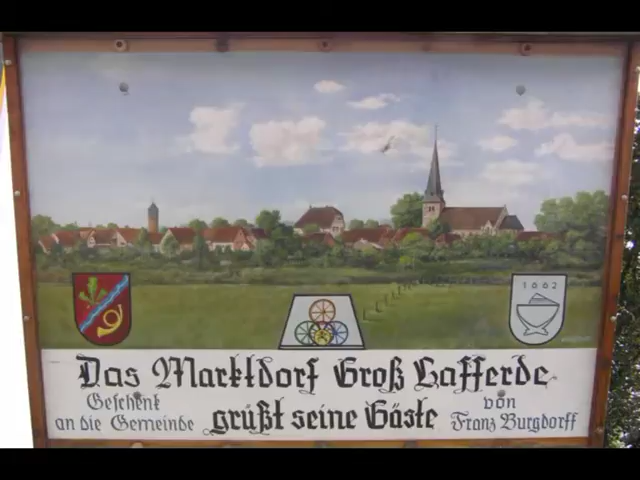 1662
Das Marktdorf Groß Lafferde
grüßt seine Gäste
Geschenk
an die Gemeinde
von
Franz Burgdorff